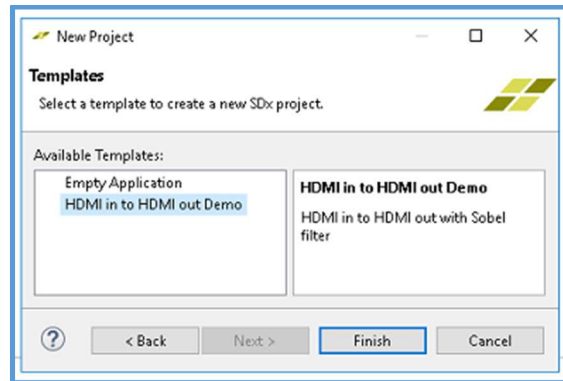 New Project
Templates
Select a template to create a new SDx project.
Available Templates:
Empty Application
HDMI in to HDMI out Demo
HDMI in to HDMI out Demo
HDMI in to HDMI out with Sobel
filter
?
< Back
Next >
Finish
Cancel